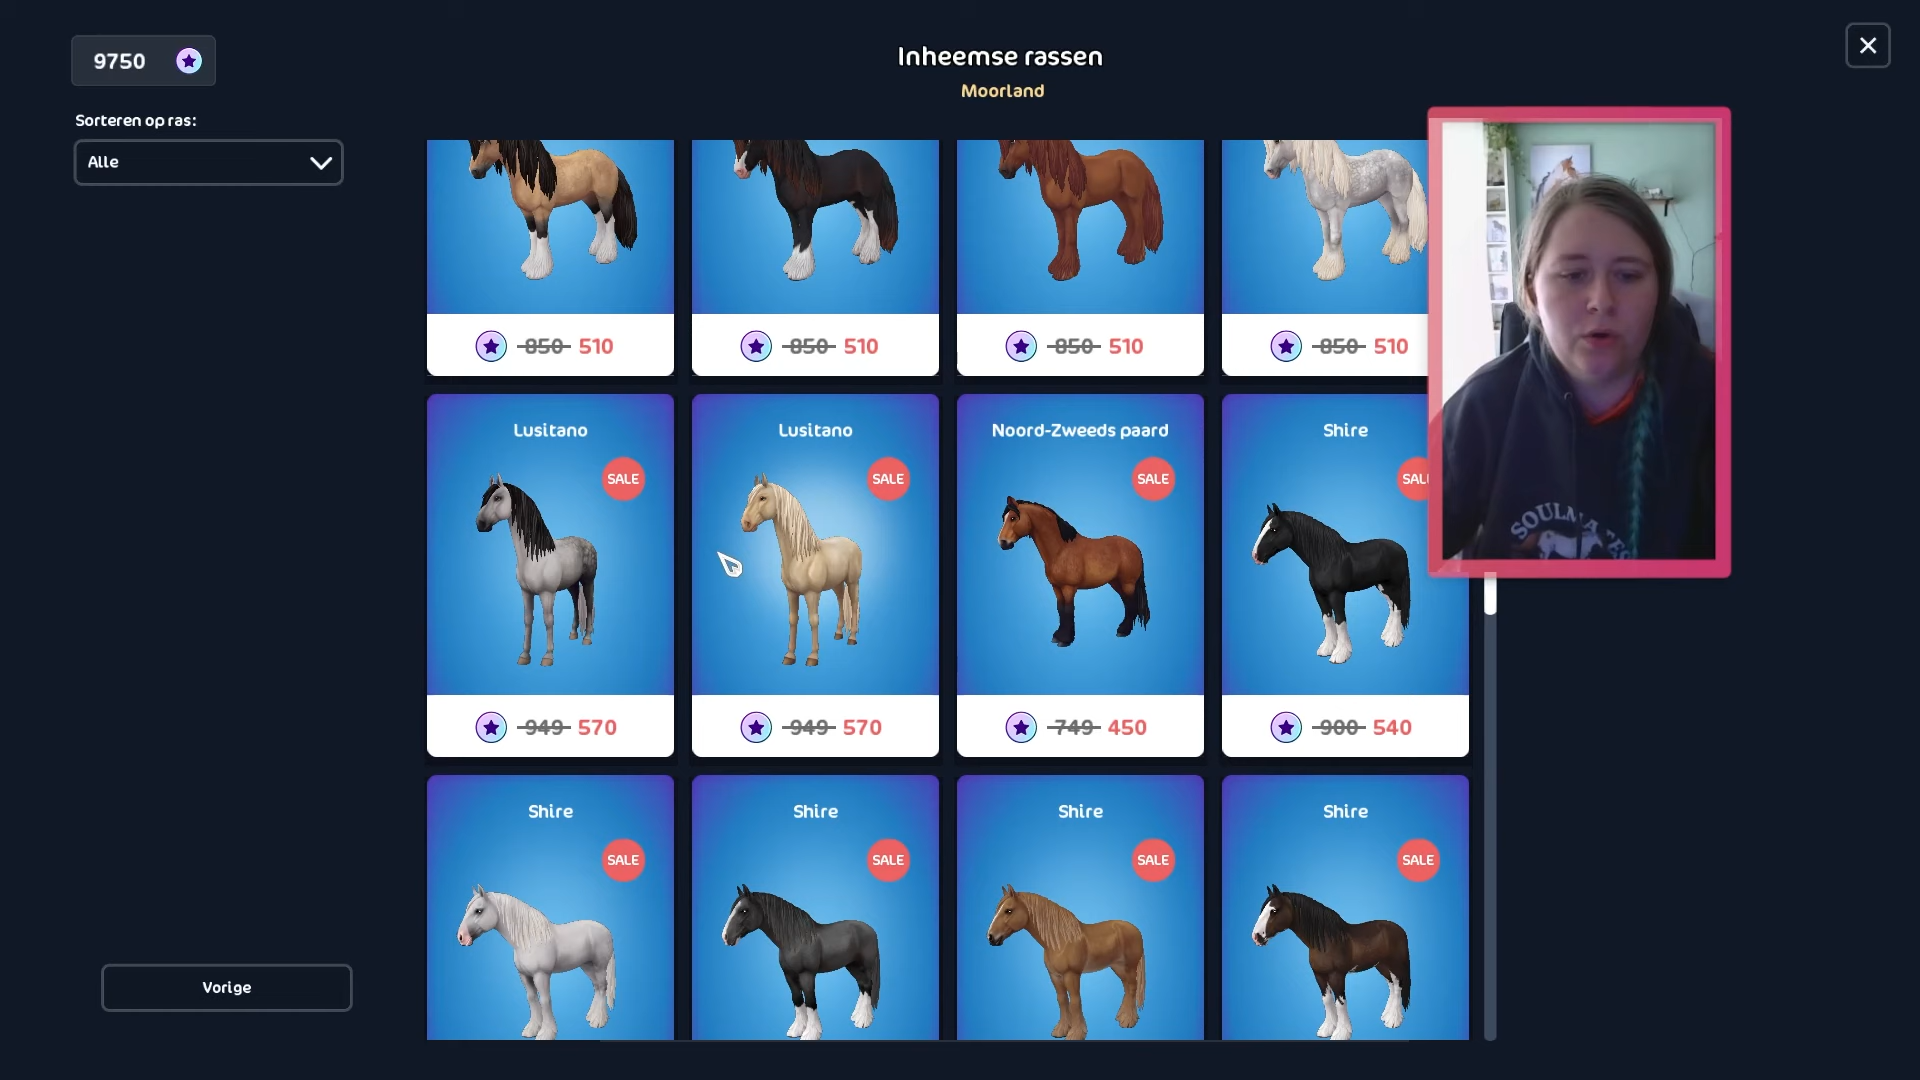 9750
Inheemse rassen
Moorland
Sorteren op ras:
Alle
850 510
850 510
850 510
850 510
Lusitano
SALE
949 570
Lusitano
SALE
949 570
Noord-Zweeds paard
SALE
749 450
Shire
900 540
Shire
SALE
Shire
SALE
Shire
SALE
Shire
SALE
Vorige